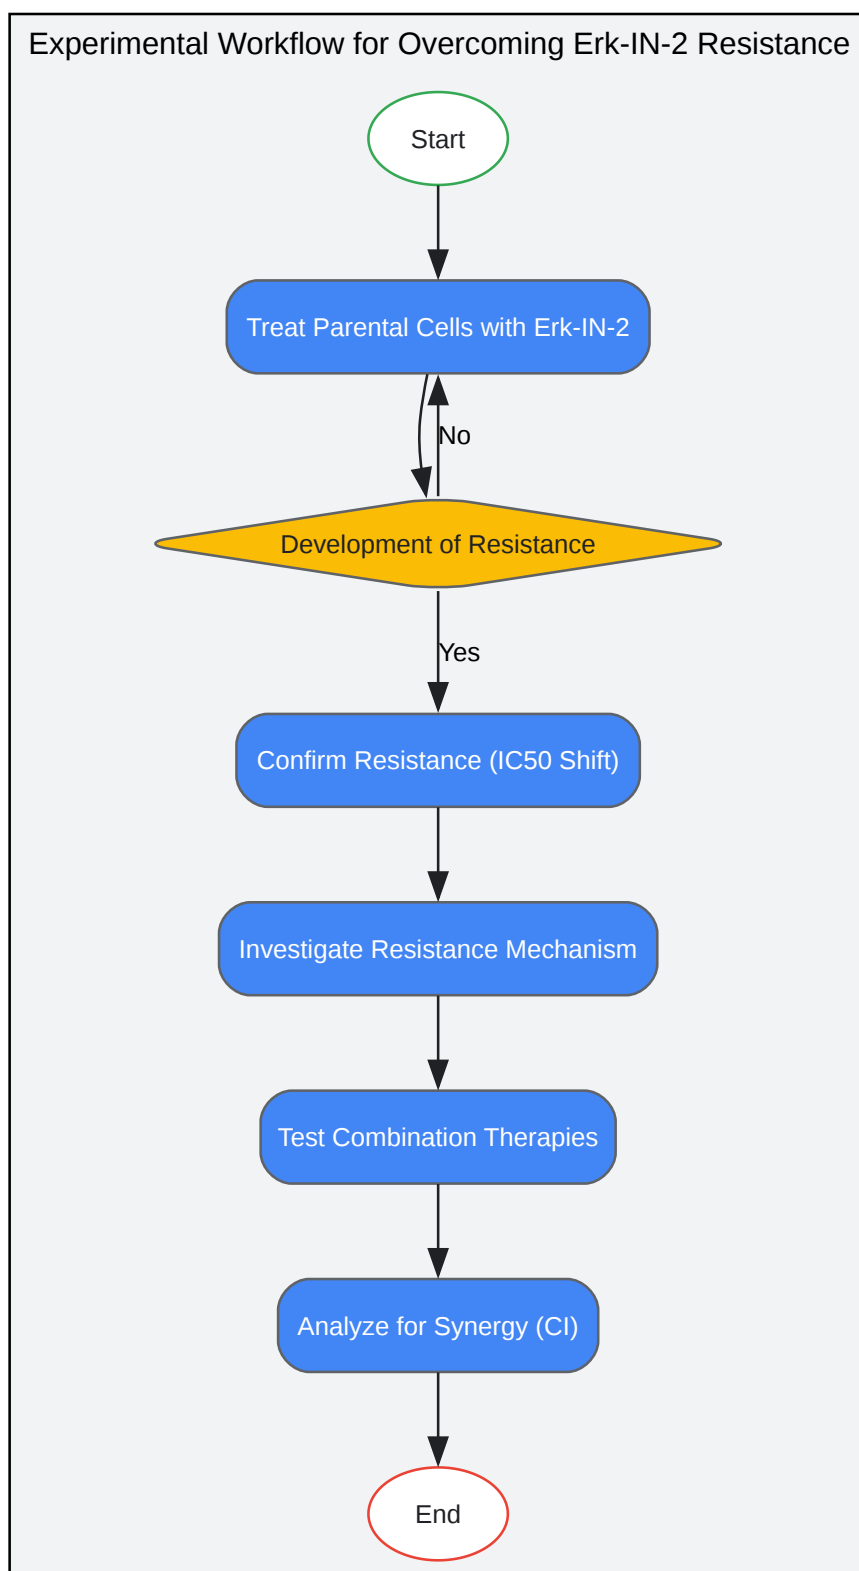 Experimental Workflow for Overcoming Erk-IN-2 Resistance
Start
Treat Parental Cells with Erk-IN-2
No
Development of Resistance
Yes
Confirm Resistance (IC50 Shift)
Investigate Resistance Mechanism
Test Combination Therapies
Analyze for Synergy (CI)
End